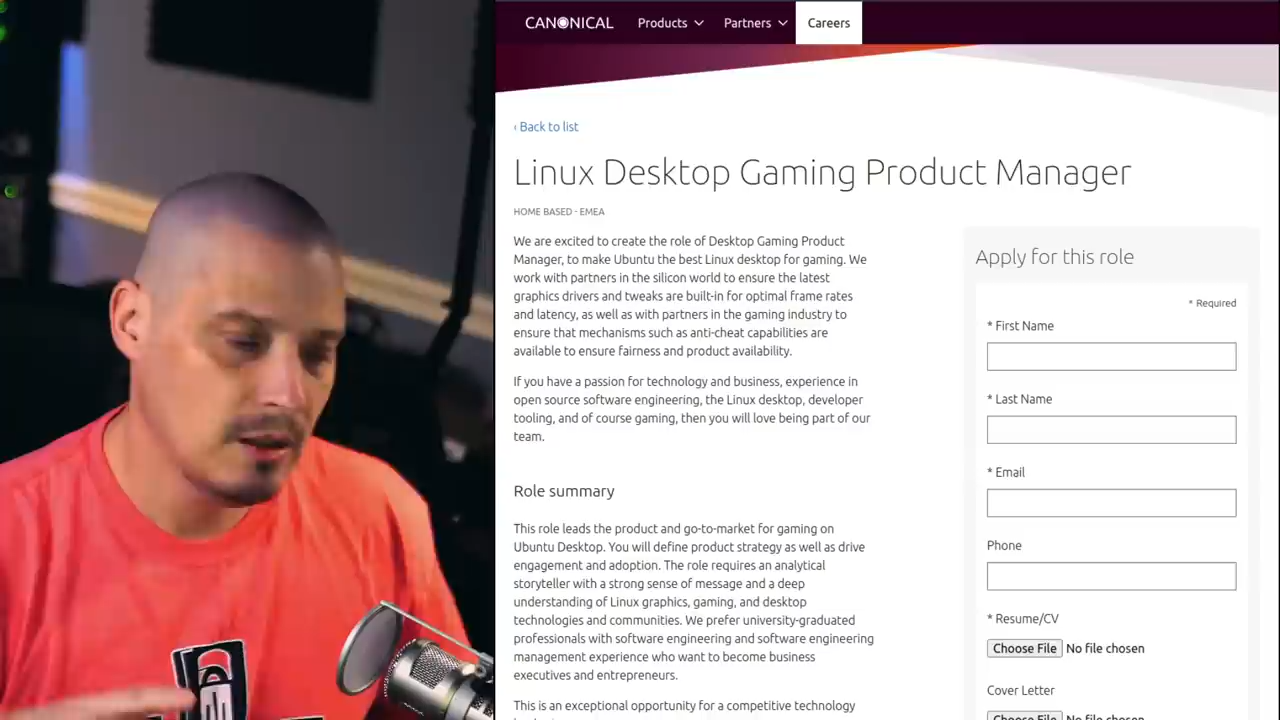 CANONICAL
Products
Partners
Careers
‹ Back to list
Linux Desktop Gaming Product Manager
HOME BASED - EMEA
We are excited to create the role of Desktop Gaming Product
Manager, to make Ubuntu the best Linux desktop for gaming. We
work with partners in the silicon world to ensure the latest
graphics drivers and tweaks are built-in for optimal frame rates
and latency, as well as with partners in the gaming industry to
ensure that mechanisms such as anti-cheat capabilities are
available to ensure fairness and product availability.
If you have a passion for technology and business, experience in
open source software engineering, the Linux desktop, developer
tooling, and of course gaming, then you will love being part of our
team.
Role summary
This role leads the product and go-to-market for gaming on
Ubuntu Desktop. You will define product strategy as well as drive
engagement and adoption. The role requires an analytical
storyteller with a strong sense of message and a deep
understanding of Linux graphics, gaming, and desktop
technologies and communities. We prefer university-graduated
professionals with software engineering and software engineering
management experience who want to become business
executives and entrepreneurs.
This is an exceptional opportunity for a competitive technology
Apply for this role
* Required
* First Name
* Last Name
* Email
Phone
* Resume/CV
Choose File No file chosen
Cover Letter
Choose File No file chosen